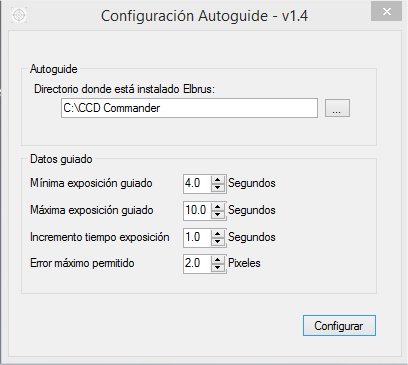 Configuración Autoguide - v1.4
Autoguide
Directorio donde está instalado Elbrus:
C:\CCD Commander ...
Datos guiado
Mínima exposición guiado 4.0 Segundos
Máxima exposición guiado 10.0 Segundos
Incremento tiempo exposición 1.0 Segundos
Error máximo permitido 2.0 Pixeles
Configurar